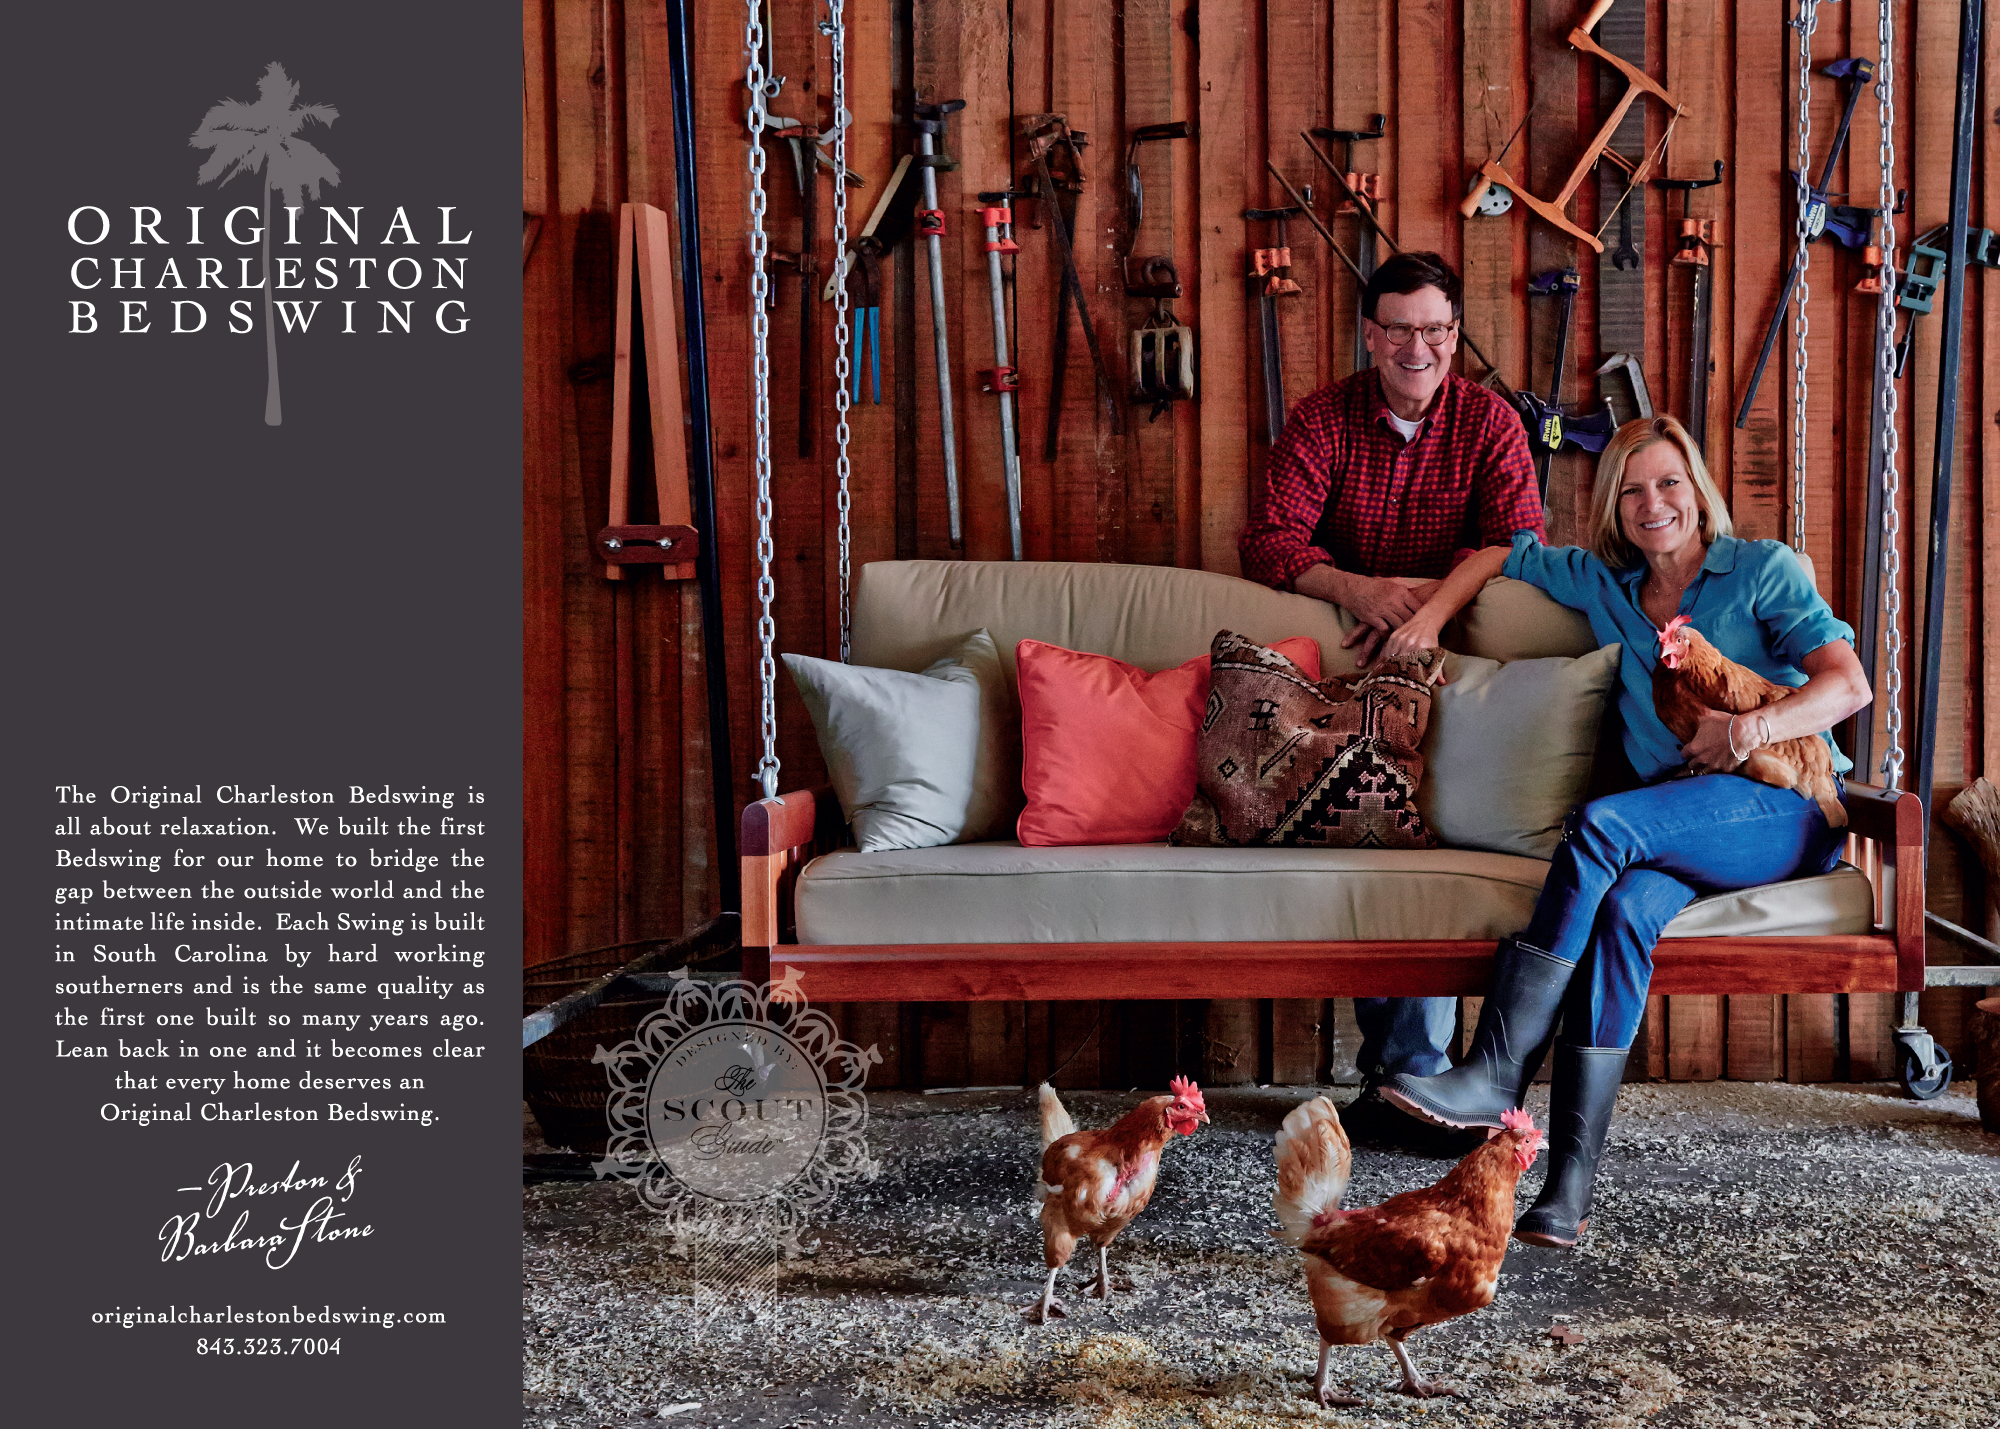 ORIGINAL
CHARLESTON
BEDSWING
The Original Charleston Bedswing is
all about relaxation. We built the first
Bedswing for our home to bridge the
gap between the outside world and the
intimate life inside. Each Swing is built
in South Carolina by hard working
southerners and is the same quality as
the first one built so many years ago.
Lean back in one and it becomes clear
that every home deserves an
Original Charleston Bedswing.
—Preston &
Barbara Stone
originalcharlestonbedswing.com
843.323.7004
IRWIN
IRWIN
DESIGNED BY:
The
SCOUT
Guide™